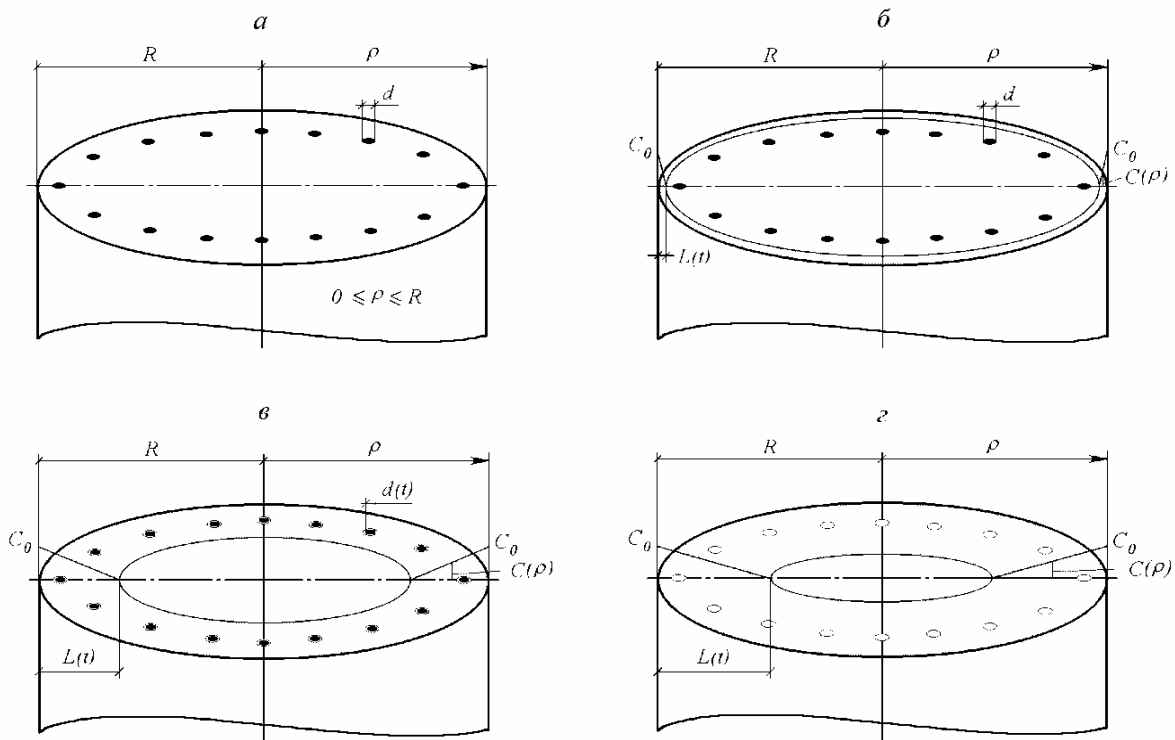 а
б
R
ρ
R
ρ
d
d
C₀
C₀
C(ρ)
L(t)
0 ≤ ρ ≤ R
в
г
R
ρ
R
ρ
d(t)
C₀
C₀
C(ρ)
C₀
C₀
C(ρ)
L(t)
L(t)